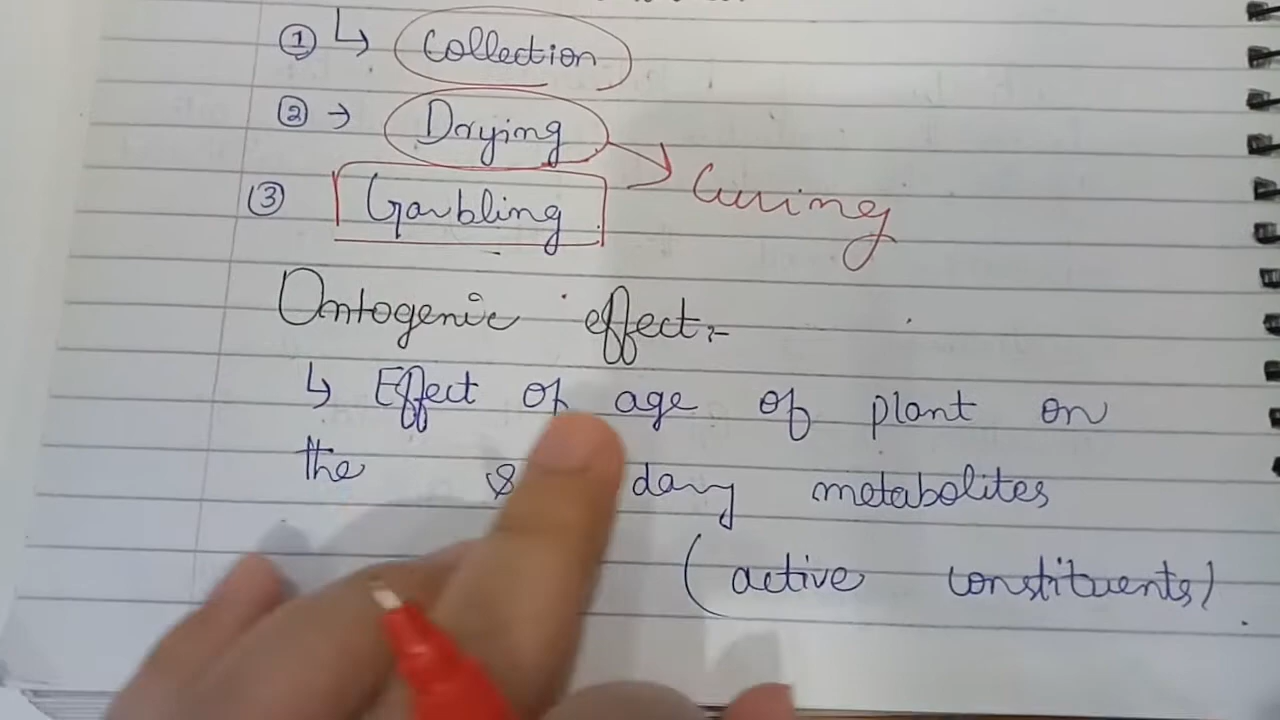 ① ↳ Collection
② → Drying → Curing
③ Garbling
Ontogenic effect:-
↳ Effect of age of plant on
the metabolites
(active constituents)